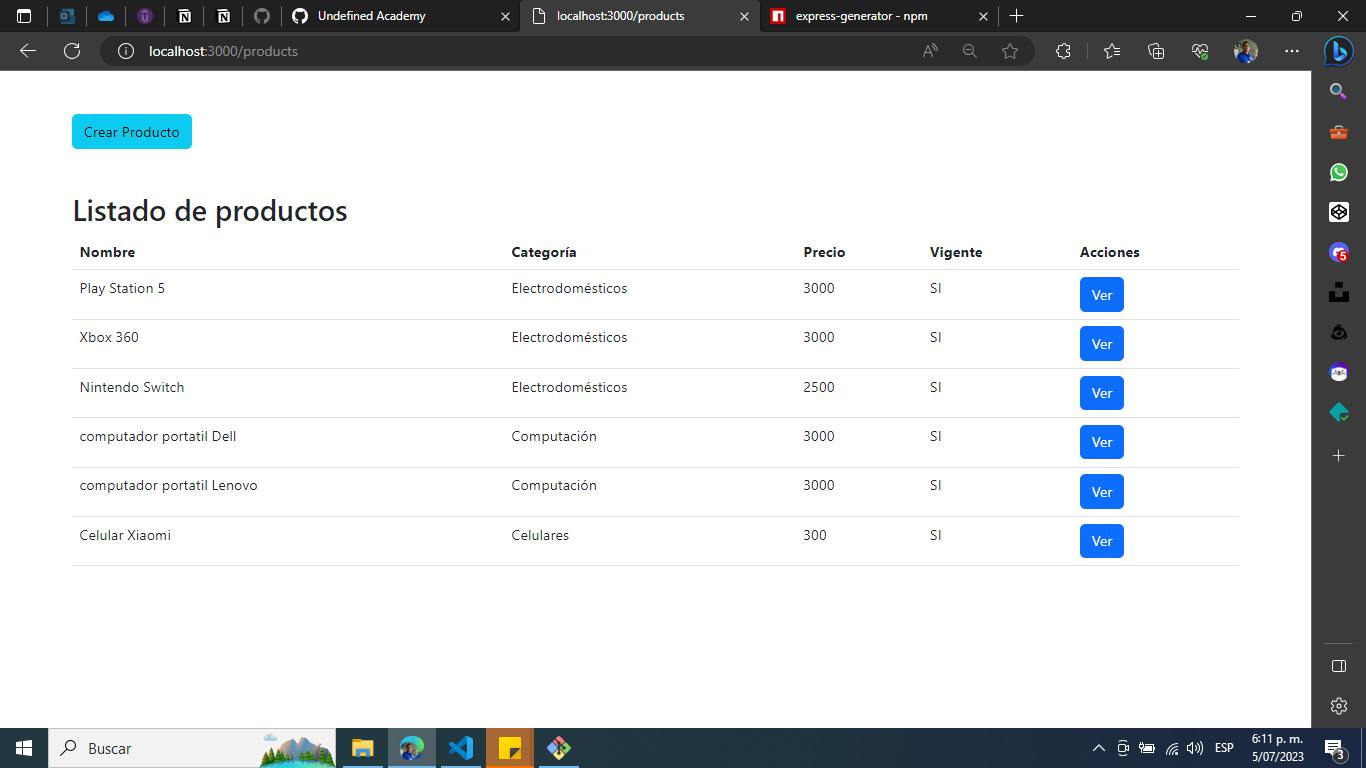 Undefined Academy
localhost:3000/products
express-generator - npm
localhost:3000/products
Crear Producto
Listado de productos
Nombre Categoría Precio Vigente Acciones
Play Station 5 Electrodomésticos 3000 SI Ver
Xbox 360 Electrodomésticos 3000 SI Ver
Nintendo Switch Electrodomésticos 2500 SI Ver
computador portatil Dell Computación 3000 SI Ver
computador portatil Lenovo Computación 3000 SI Ver
Celular Xiaomi Celulares 300 SI Ver
5
Buscar
ESP
6:11 p. m.
5/07/2023
3